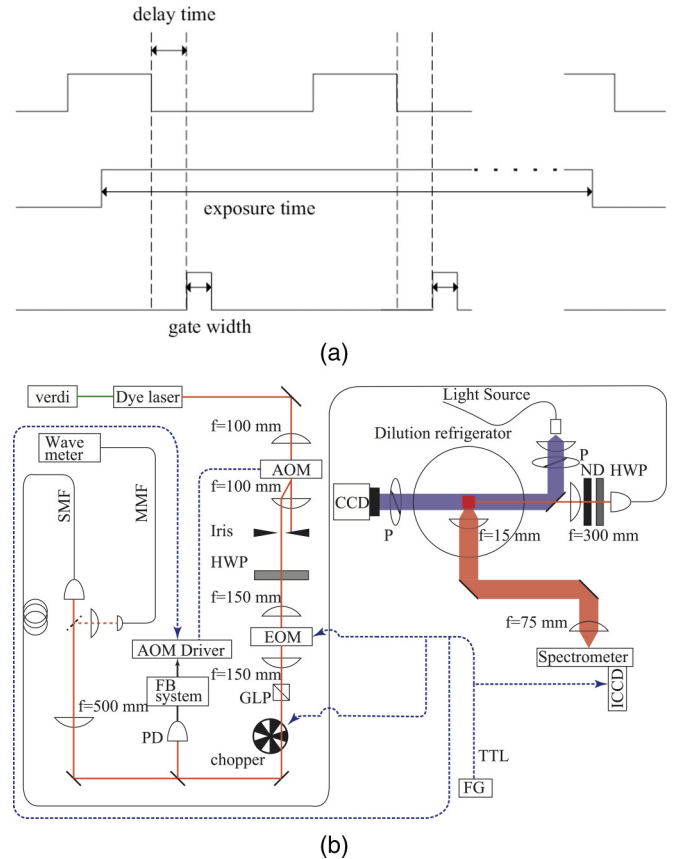 delay time
exposure time
gate width
(a)
verdi
Dye laser
f=100 mm
Wave
meter
AOM
f=100 mm
SMF
MMF
Iris
HWP
f=150 mm
AOM Driver
EOM
FB
system
f=150 mm
GLP
f=500 mm
PD
chopper
Light Source
Dilution refrigerator
P
ND HWP
CCD
P
f=15 mm
f=300 mm
f=75 mm
Spectrometer
ICCD
TTL
FG
(b)